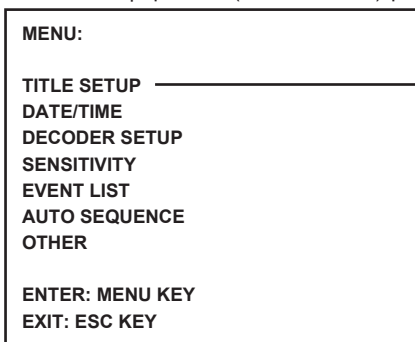 MENU:
TITLE SETUP
DATE/TIME
DECODER SETUP
SENSITIVITY
EVENT LIST
AUTO SEQUENCE
OTHER
ENTER: MENU KEY
EXIT: ESC KEY